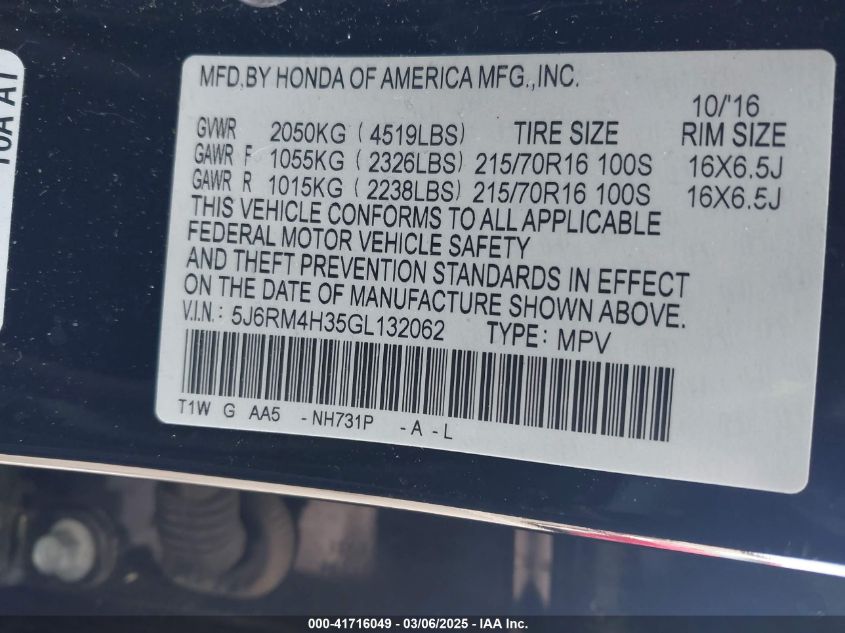 10A A1
MFD,BY HONDA OF AMERICA MFG.,INC.
10/'16
GVWR 2050KG ( 4519LBS ) TIRE SIZE RIM SIZE
GAWR F 1055KG ( 2326LBS ) 215/70R16 100S 16X6.5J
GAWR R 1015KG ( 2238LBS ) 215/70R16 100S 16X6.5J
THIS VEHICLE CONFORMS TO ALL APPLICABLE
FEDERAL MOTOR VEHICLE SAFETY
AND THEFT PREVENTION STANDARDS IN EFFECT
ON THE DATE OF MANUFACTURE SHOWN ABOVE.
V.I.N.: 5J6RM4H35GL132062 TYPE: MPV
T1W G AA5 -NH731P -A-L
000-41716049 — 03/06/2025 — IAA Inc.